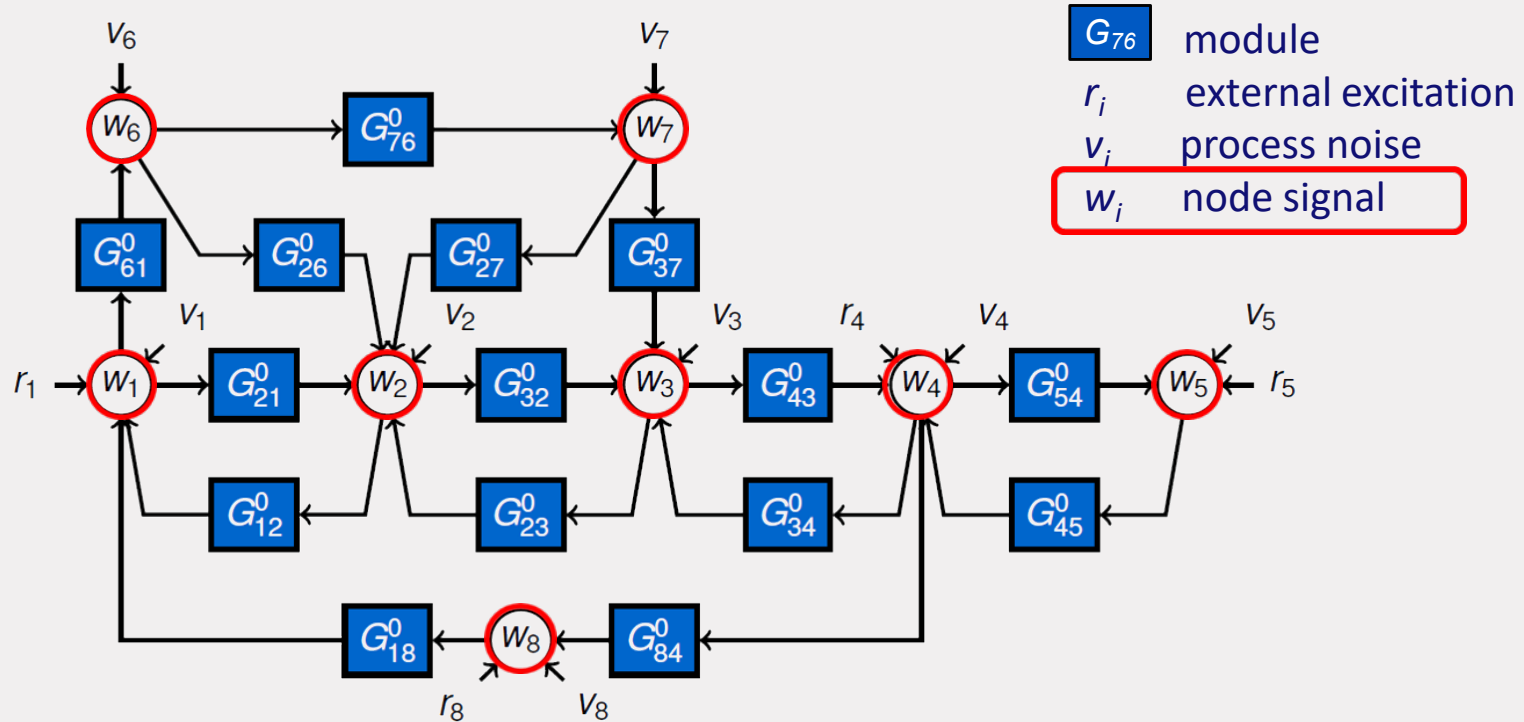 v₆ v₇
G₇₆ module
rᵢ external excitation
vᵢ process noise
wᵢ node signal
w₆ G⁰₇₆ w₇
G⁰₆₁ G⁰₂₆ G⁰₂₇ G⁰₃₇
v₁ v₂ v₃ r₄ v₄ v₅
r₁ w₁ G⁰₂₁ w₂ G⁰₃₂ w₃ G⁰₄₃ w₄ G⁰₅₄ w₅ r₅
G⁰₁₂ G⁰₂₃ G⁰₃₄ G⁰₄₅
G⁰₁₈ w₈ G⁰₈₄
r₈ v₈